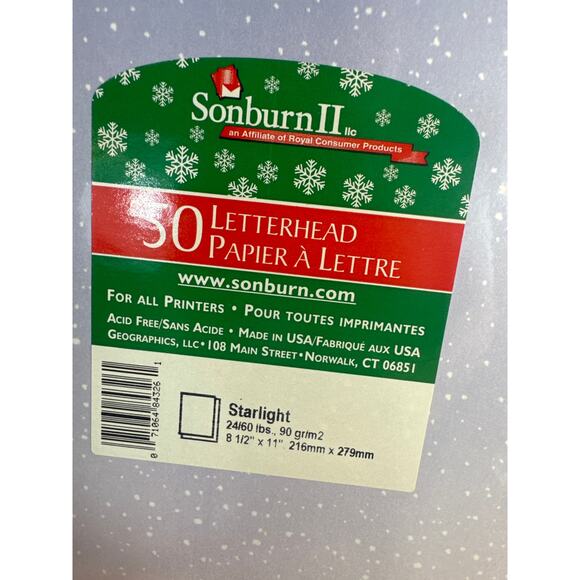 Sonburn II llc
an Affiliate of Royal Consumer Products
50 LETTERHEAD
PAPIER À LETTRE
www.sonburn.com
FOR ALL PRINTERS • POUR TOUTES IMPRIMANTES
ACID FREE/SANS ACIDE • MADE IN USA/FABRIQUÉ AUX USA
GEOGRAPHICS, LLC • 108 MAIN STREET • NORWALK, CT 06851
Starlight
24/60 lbs., 90 gr/m2
8 1/2" x 11" 216mm x 279mm
0 71064 84326 1